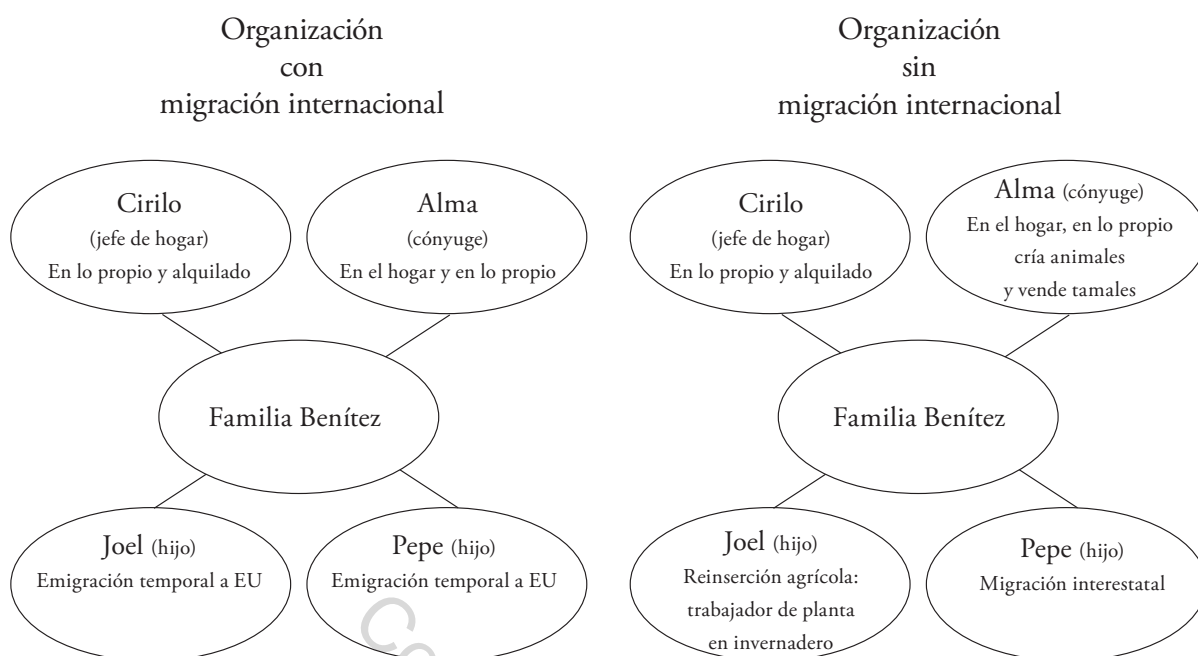 Organización
con
migración internacional
Organización
sin
migración internacional
Cirilo
(jefe de hogar)
En lo propio y alquilado
Alma
(cónyuge)
En el hogar y en lo propio
Cirilo
(jefe de hogar)
En lo propio y alquilado
Alma (cónyuge)
En el hogar, en lo propio
cría animales
y vende tamales
Familia Benítez
Familia Benítez
Joel (hijo)
Emigración temporal a EU
Pepe (hijo)
Emigración temporal a EU
Joel (hijo)
Reinserción agrícola:
trabajador de planta
en invernadero
Pepe (hijo)
Migración interestatal